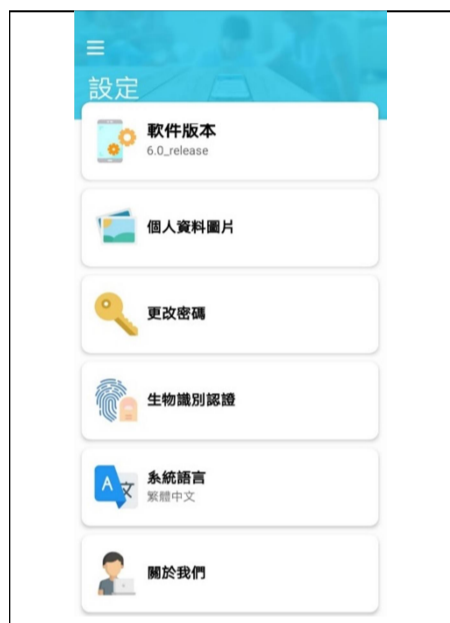 設定
軟件版本
6.0_release
個人資料圖片
更改密碼
生物識別認證
A 文
系統語言
繁體中文
關於我們